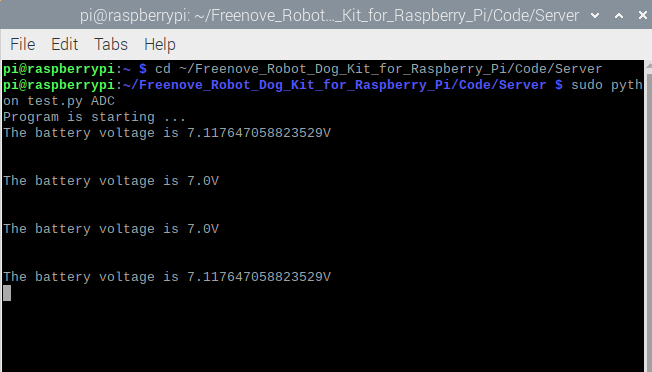 pi@raspberrypi: ~/Freenove_Robot..._Kit_for_Raspberry_Pi/Code/Server
File Edit Tabs Help
pi@raspberrypi:~ $ cd ~/Freenove_Robot_Dog_Kit_for_Raspberry_Pi/Code/Server
pi@raspberrypi:~/Freenove_Robot_Dog_Kit_for_Raspberry_Pi/Code/Server $ sudo pyth
on test.py ADC
Program is starting ...
The battery voltage is 7.117647058823529V
The battery voltage is 7.0V
The battery voltage is 7.0V
The battery voltage is 7.117647058823529V